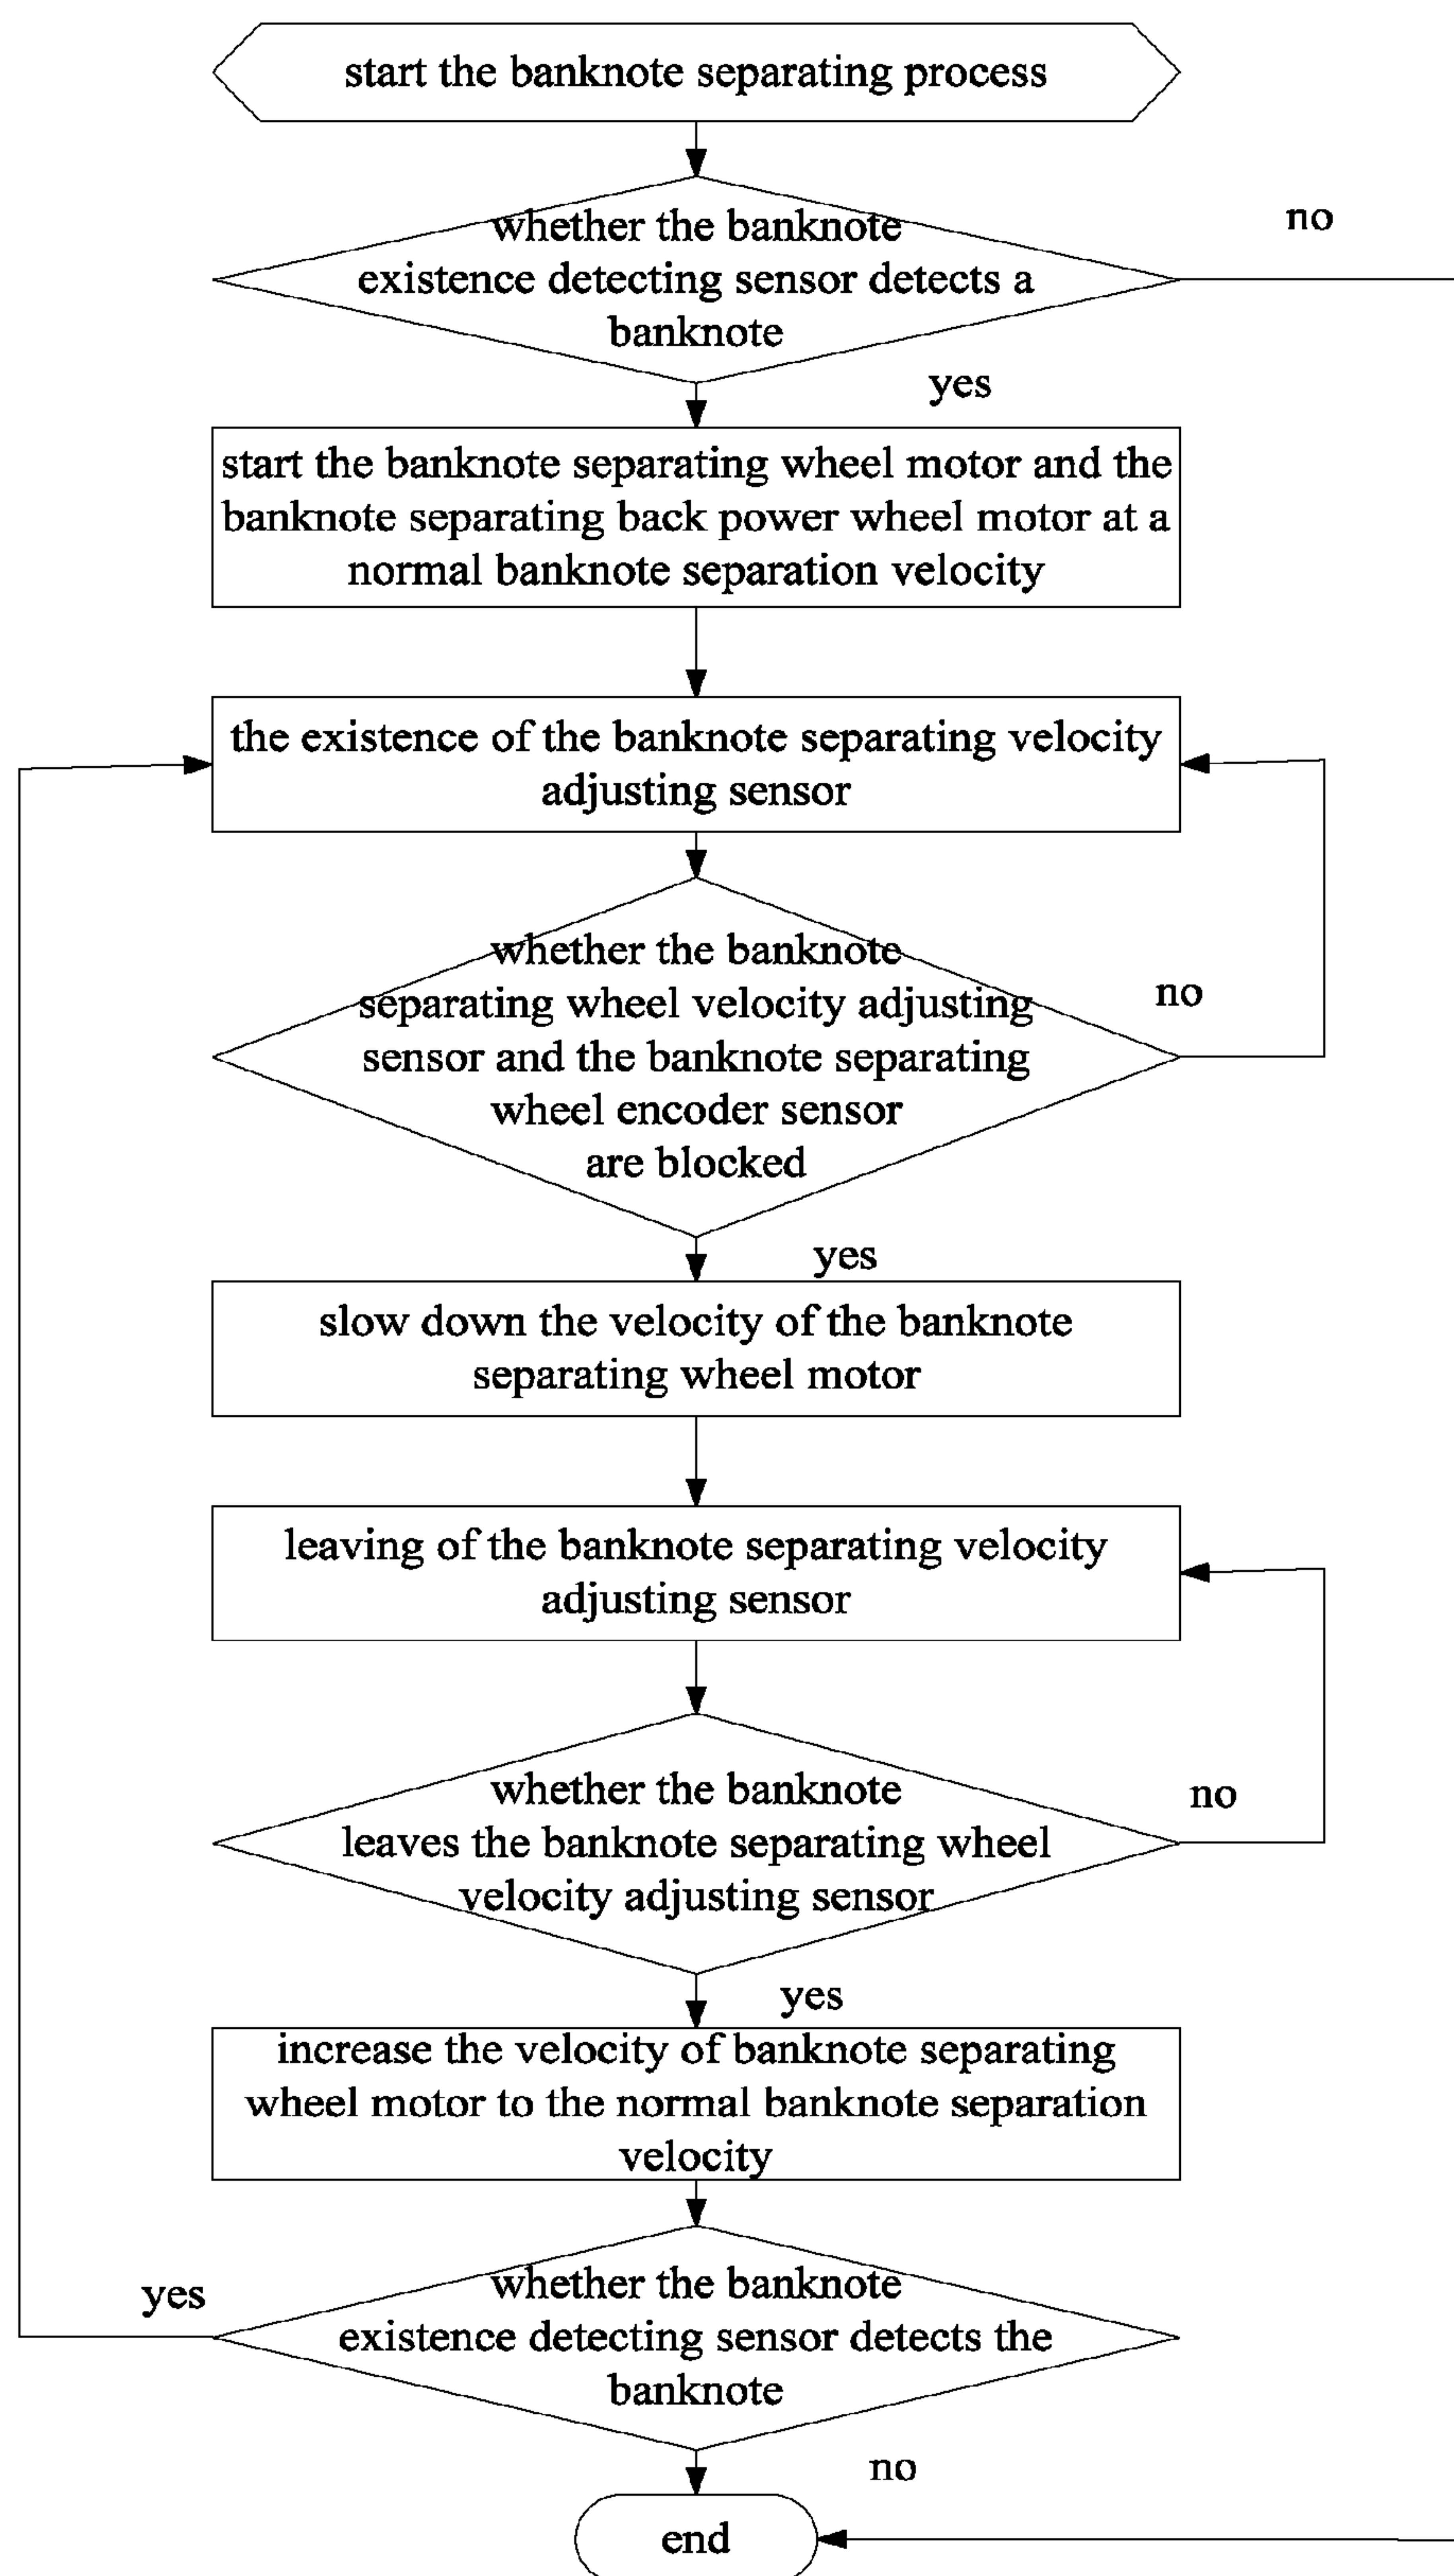 start the banknote separating process
whether the banknote
existence detecting sensor detects a
banknote
no
yes
start the banknote separating wheel motor and the
banknote separating back power wheel motor at a
normal banknote separation velocity
the existence of the banknote separating velocity
adjusting sensor
whether the banknote
separating wheel velocity adjusting
sensor and the banknote separating
wheel encoder sensor
are blocked
no
yes
slow down the velocity of the banknote
separating wheel motor
leaving of the banknote separating velocity
adjusting sensor
whether the banknote
leaves the banknote separating wheel
velocity adjusting sensor
no
yes
increase the velocity of banknote separating
wheel motor to the normal banknote separation
velocity
whether the banknote
existence detecting sensor detects the
banknote
yes
no
end